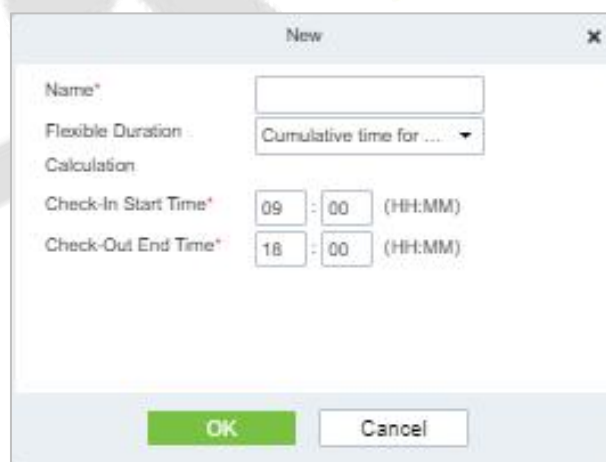 New
Name*
Flexible Duration Calculation
Cumulative time for ...
Check-In Start Time* 09 : 00 (HH:MM)
Check-Out End Time* 18 : 00 (HH:MM)
OK Cancel